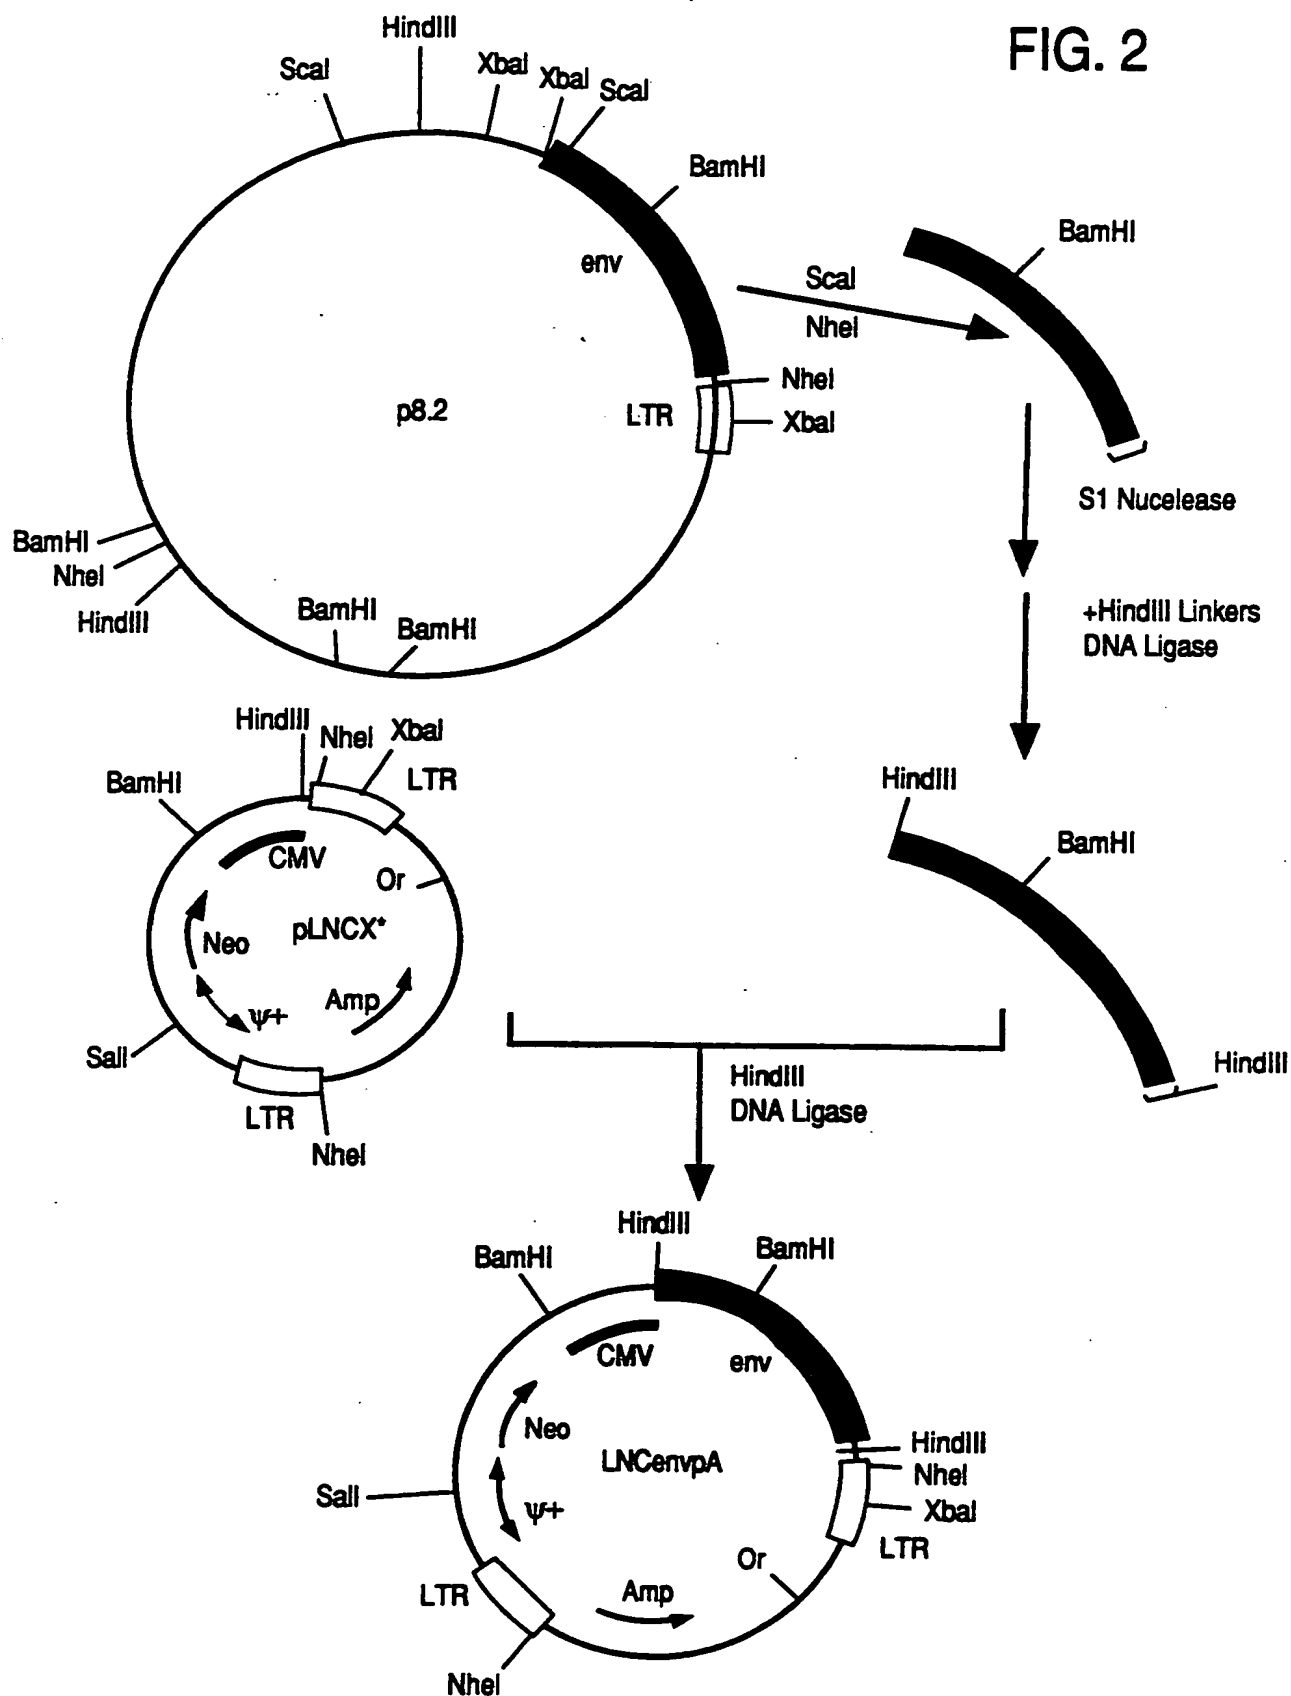 FIG. 2
HindIII
ScaI
XbaI
XbaI
ScaI
BamHI
env
p8.2
LTR
NheI
XbaI
BamHI
NheI
HindIII
BamHI
BamHI
ScaI
NheI
BamHI
S1 Nucelease
+HindIII Linkers
DNA Ligase
HindIII
BamHI
HindIII
HindIII
NheI
XbaI
LTR
BamHI
CMV
Or
Neo
pLNCX*
Amp
ψ+
SalI
LTR
NheI
HindIII
DNA Ligase
HindIII
BamHI
BamHI
CMV
env
Neo
LNCenvpA
HindIII
NheI
XbaI
LTR
SalI
ψ+
Or
LTR
Amp
NheI